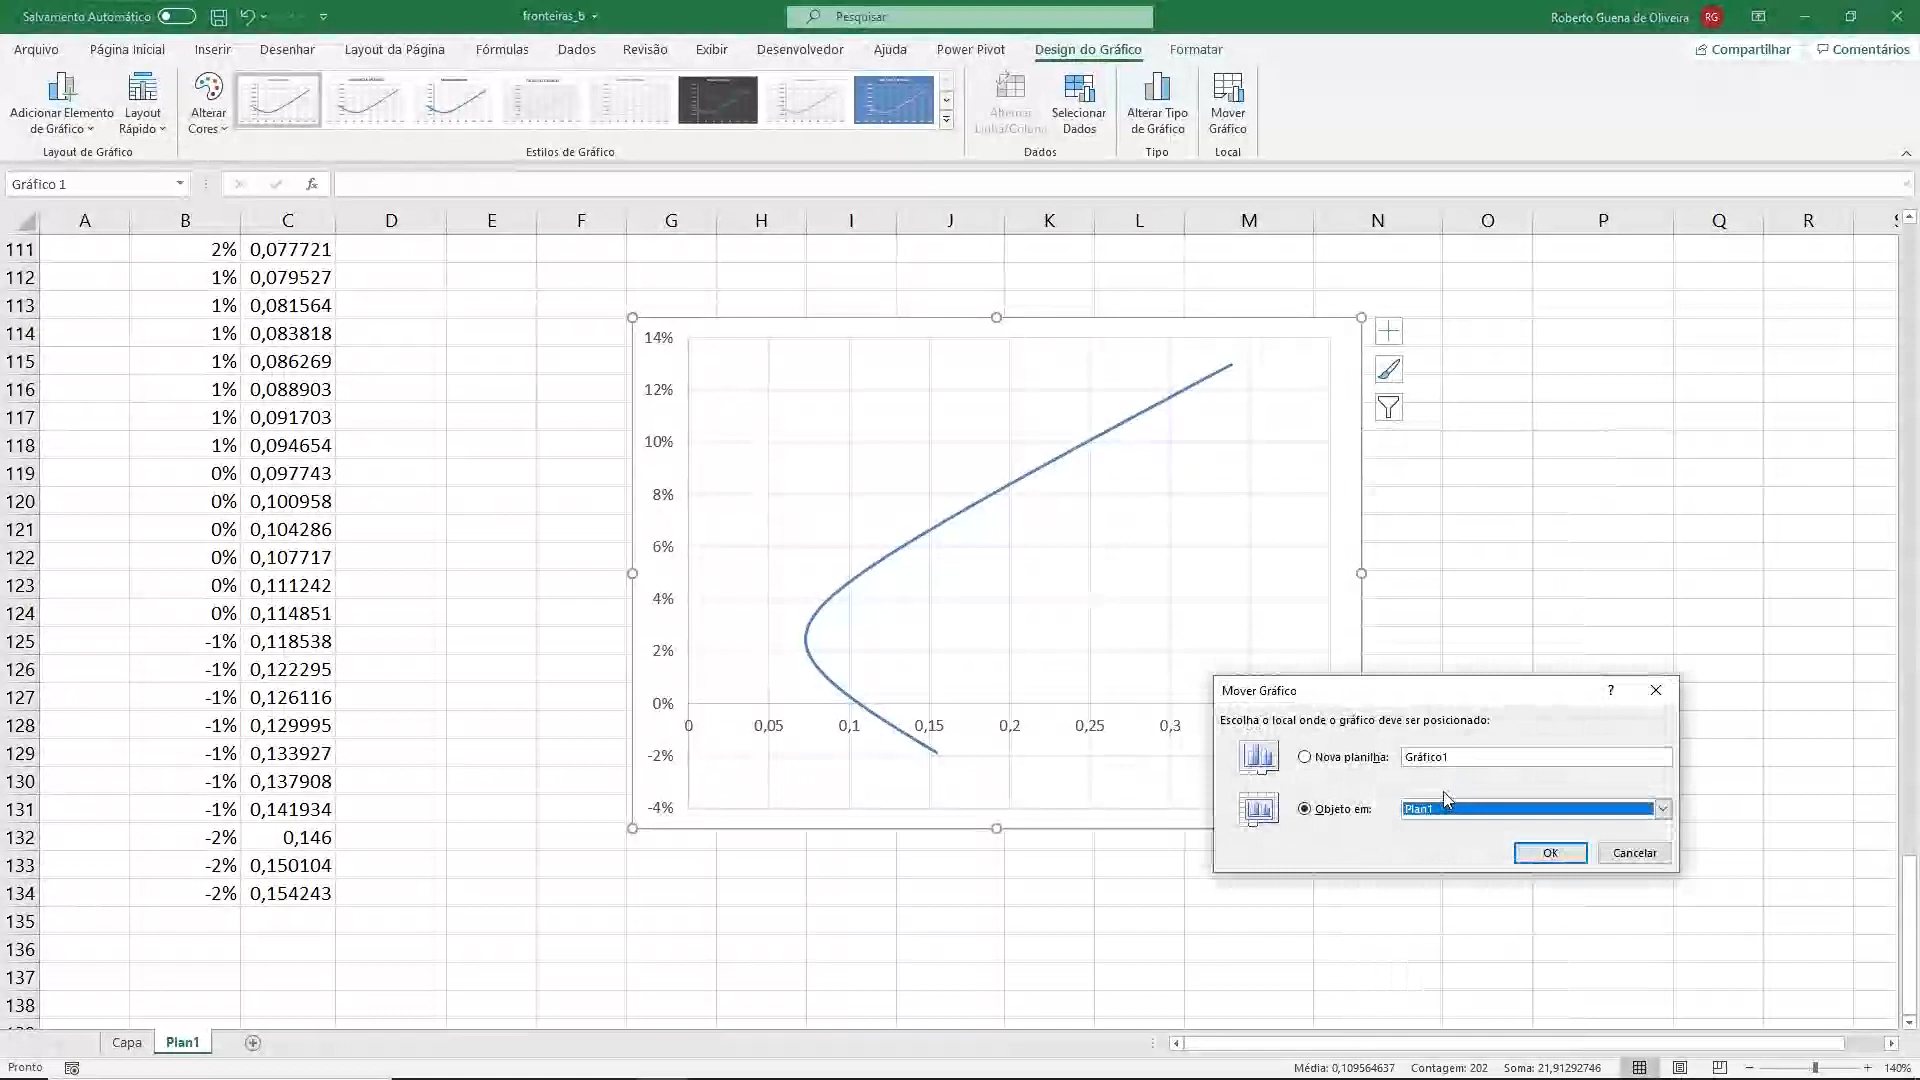 Salvamento Automático
fronteiras_b
Pesquisar
Roberto Guena de Oliveira
RG
Arquivo Página Inicial Inserir Desenhar Layout da Página Fórmulas Dados Revisão Exibir Desenvolvedor Ajuda Power Pivot Design do Gráfico Formatar
Compartilhar Comentários
Adicionar Elemento de Gráfico
Layout Rápido
Alterar Cores
Alternar Linha/Coluna
Selecionar Dados
Alterar Tipo de Gráfico
Mover Gráfico
Layout de Gráfico Estilos de Gráfico Dados Tipo Local
Gráfico 1 fx
A B C D E F G H I J K L M N O P Q R
111 2% 0,077721
112 1% 0,079527
113 1% 0,081564
114 1% 0,083818
115 1% 0,086269
116 1% 0,088903
117 1% 0,091703
118 1% 0,094654
119 0% 0,097743
120 0% 0,100958
121 0% 0,104286
122 0% 0,107717
123 0% 0,111242
124 0% 0,114851
125 -1% 0,118538
126 -1% 0,122295
127 -1% 0,126116
128 -1% 0,129995
129 -1% 0,133927
130 -1% 0,137908
131 -1% 0,141934
132 -2% 0,146
133 -2% 0,150104
134 -2% 0,154243
135
136
137
138
14%
12%
10%
8%
6%
4%
2%
0%
0 0,05 0,1 0,15 0,2 0,25 0,3
-2%
-4%
Mover Gráfico ?
Escolha o local onde o gráfico deve ser posicionado:
Nova planilha: Gráfico1
Objeto em: Plan1
OK Cancelar
Capa Plan1
Pronto
Média: 0,109564637 Contagem: 202 Soma: 21,91292746 140%